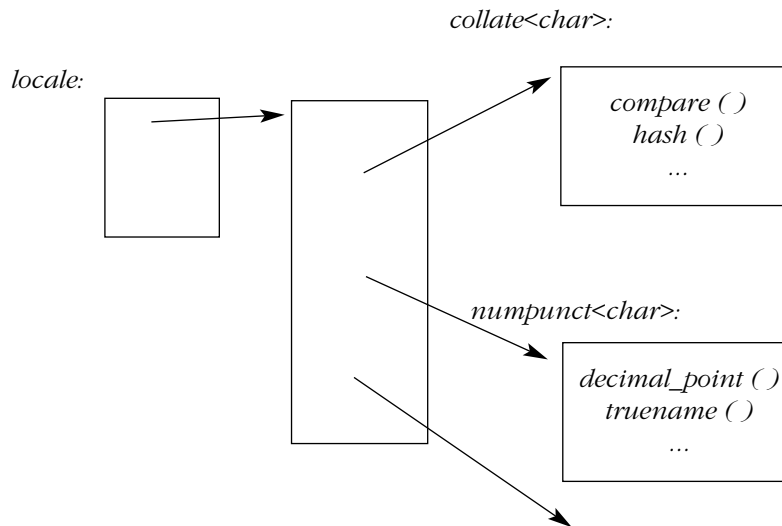 collate<char>:
locale:
compare ( )
hash ( )
...
numpunct<char>:
decimal_point ( )
truename ( )
...